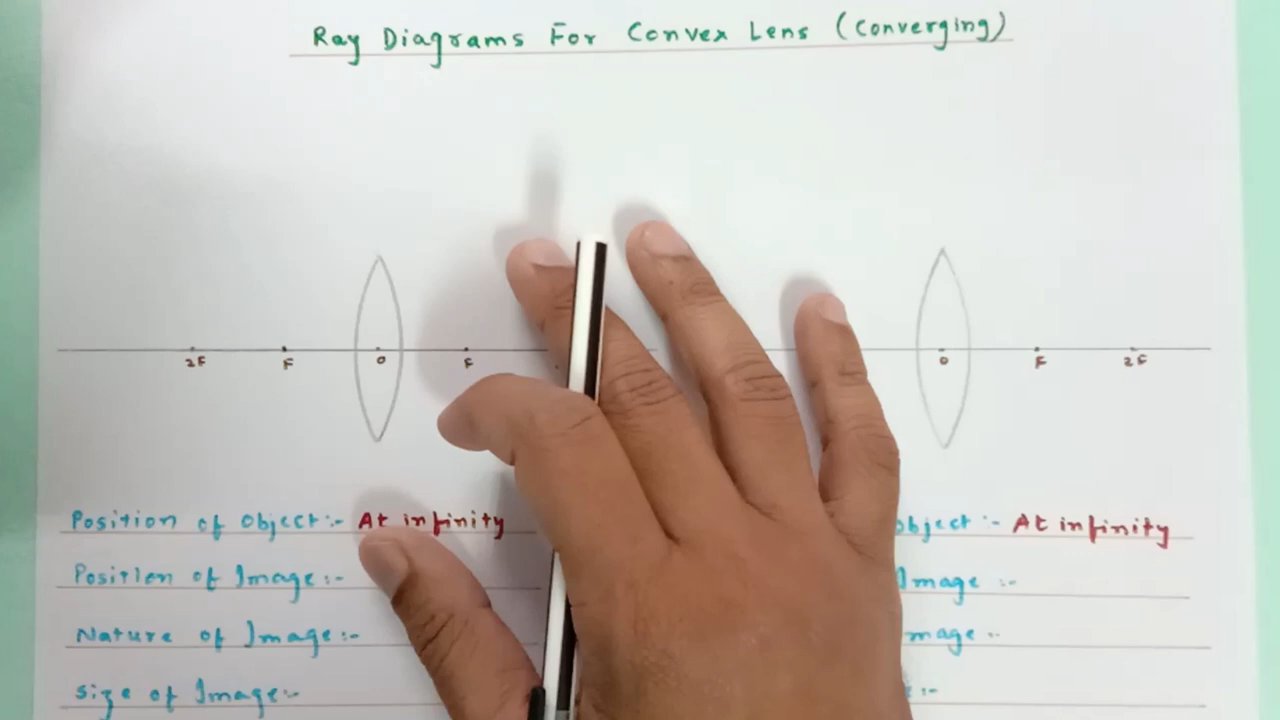 Ray Diagrams For Convex Lens (Converging)
2F F O F O F 2F
Position of Object:- At infinity
object :- At infinity
Position of Image:-
Image :-
Nature of Image:-
mage :-
Size of Image:-
:-